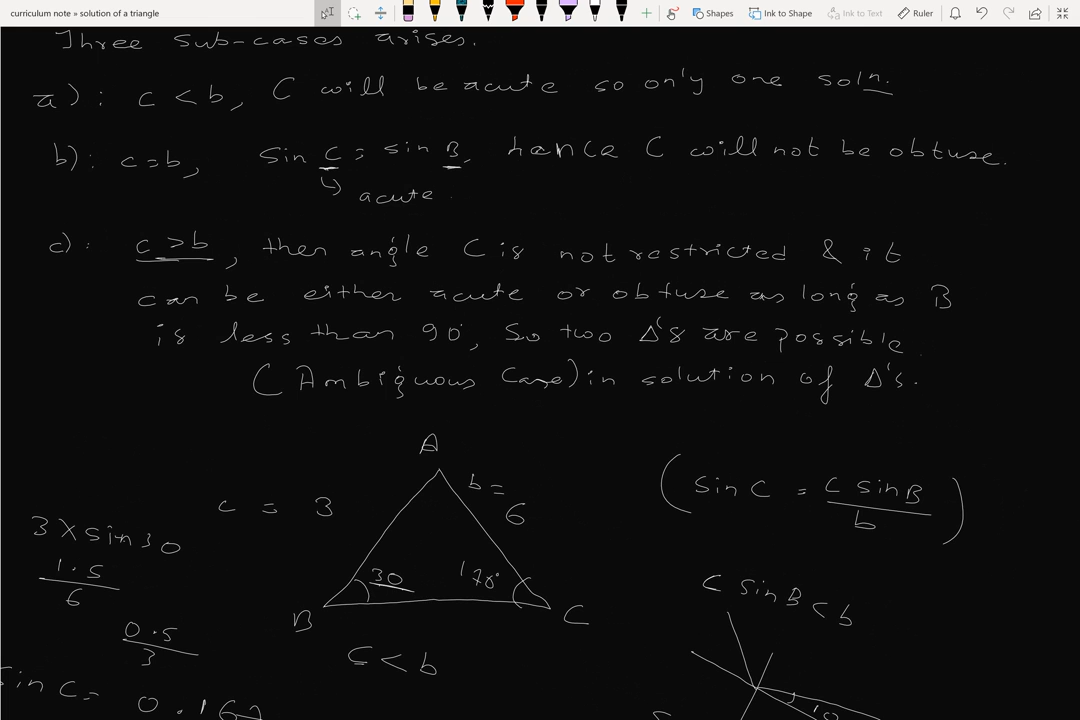 curriculum note » solution of a triangle
Shapes
Ink to Shape
Ink to Text
Ruler
Three sub-cases arises.
a): c < b, C will be acute so only one soln.
b): c = b, sin C = sin B, hence C will not be obtuse.
acute
c): c > b, then angle C is not restricted & it
can be either acute or obtuse as long as B
is less than 90°, So two Δ's are possible
(Ambiguous Case) in solution of Δ's.
A
c = 3
b =
6
(sin C = c sin B / b)
3 × sin 30
1.5
6
30
170°
B
C
c sin B < b
0.5
3
c < b
sin C =
0.167